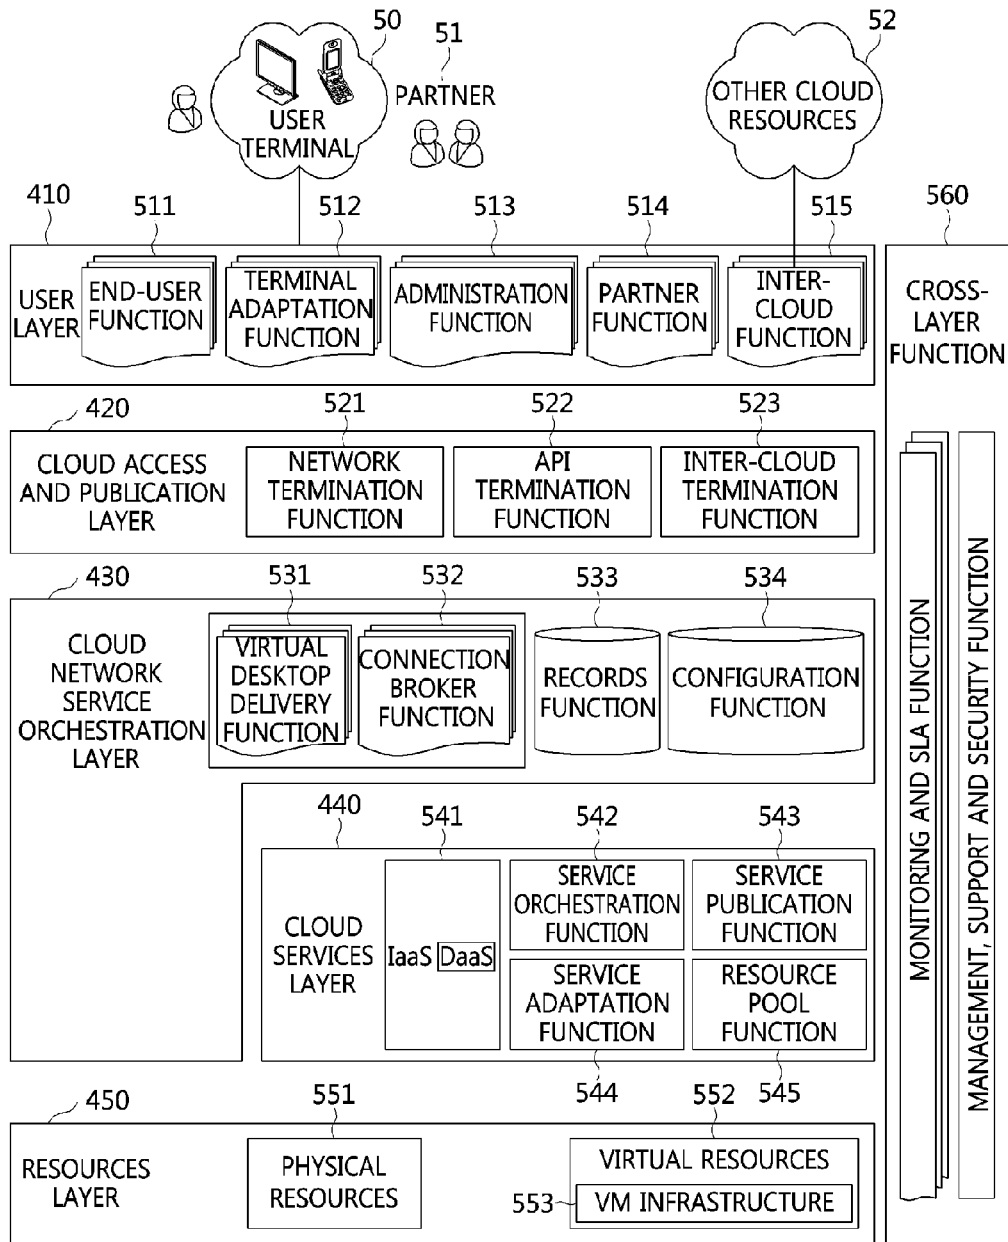 50
51
52
PARTNER
USER
TERMINAL
OTHER CLOUD
RESOURCES
410
511
512
513
514
515
560
USER
LAYER
END-USER
FUNCTION
TERMINAL
ADAPTATION
FUNCTION
ADMINISTRATION
FUNCTION
PARTNER
FUNCTION
INTER-
CLOUD
FUNCTION
CROSS-
LAYER
FUNCTION
420
521
522
523
CLOUD ACCESS
AND PUBLICATION
LAYER
NETWORK
TERMINATION
FUNCTION
API
TERMINATION
FUNCTION
INTER-CLOUD
TERMINATION
FUNCTION
430
531
532
533
534
CLOUD
NETWORK
SERVICE
ORCHESTRATION
LAYER
VIRTUAL
DESKTOP
DELIVERY
FUNCTION
CONNECTION
BROKER
FUNCTION
RECORDS
FUNCTION
CONFIGURATION
FUNCTION
440
541
542
543
CLOUD
SERVICES
LAYER
IaaS DaaS
SERVICE
ORCHESTRATION
FUNCTION
SERVICE
PUBLICATION
FUNCTION
SERVICE
ADAPTATION
FUNCTION
RESOURCE
POOL
FUNCTION
544
545
MONITORING AND SLA FUNCTION
MANAGEMENT, SUPPORT AND SECURITY FUNCTION
450
551
552
RESOURCES
LAYER
PHYSICAL
RESOURCES
VIRTUAL RESOURCES
553
VM INFRASTRUCTURE